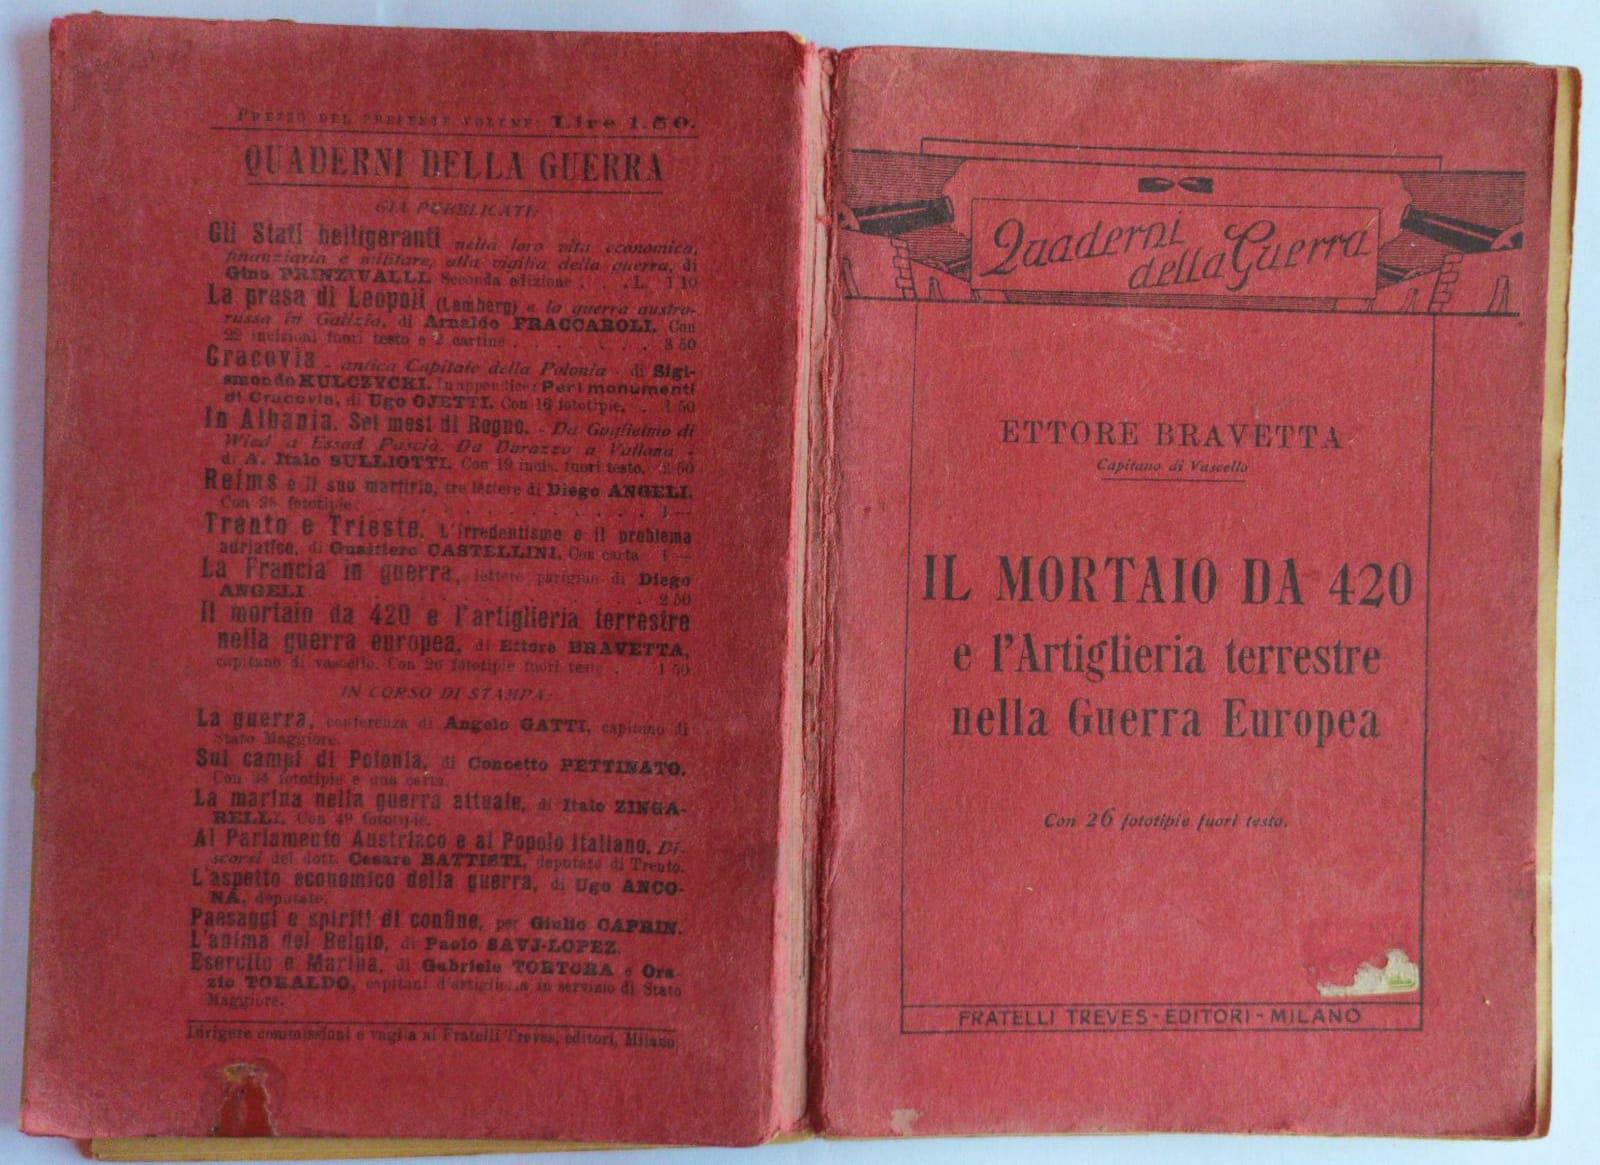 PREZZO DEL PRESENTE VOLUME: Lire 1.50.
QUADERNI DELLA GUERRA
GIÀ PUBBLICATI:
Gli Stati belligeranti nella loro vita economica,
finanziaria e militare, alla vigilia della guerra, di
Gino PRINZIVALLI. Seconda edizione . . . L. 1 10
La presa di Leopoli (Lemberg) e la guerra austro-
russa in Galizia, di Arnaldo FRACCAROLI. Con
22 incisioni fuori testo e 2 cartine . . . . . . . 3 50
Cracovia - antica Capitale della Polonia - di Sigi-
smondo KULCZYCKI. In appendice: Per i monumenti
di Cracovia, di Ugo OJETTI. Con 16 fototipie. . 1 50
In Albania. Sei mesi di Regno. - Da Guglielmo di
Wied a Essad Pascià. Da Durazzo a Vallona -
di A. Italo SULLIOTTI. Con 19 incis. fuori testo. 2 50
Reims e il suo martirio, tre lettere di Diego ANGELI.
Con 25 fototipie. . . . . . . . . . . . . . 1 —
Trento e Trieste. L'irredentismo e il problema
adriatico, di Gualtiero CASTELLINI. Con carta 1 —
La Francia in guerra, lettere parigine di Diego
ANGELI . . . . . . . . . . . . . . . 2 50
Il mortaio da 420 e l'artiglieria terrestre
nella guerra europea, di Ettore BRAVETTA,
capitano di vascello. Con 26 fototipie fuori testo . . 1 50
IN CORSO DI STAMPA:
La guerra, conferenza di Angelo GATTI, capitano di
Stato Maggiore.
Sui campi di Polonia, di Concetto PETTINATO.
Con 34 fototipie e una carta.
La marina nella guerra attuale, di Italo ZINGA-
RELLI. Con 49 fototipie.
Al Parlamento Austriaco e al Popolo Italiano. Di-
scorsi del dott. Cesare BATTISTI, deputato di Trento.
L'aspetto economico della guerra, di Ugo ANCO-
NA, deputato.
Paesaggi e spiriti di confine, per Giulio CAPRIN.
L'anima del Belgio, di Paolo SAVJ-LOPEZ.
Esercito e Marina, di Gabriele TORTORA e Ora-
zio TORALDO, capitani d'artiglieria in servizio di Stato
Maggiore.
Dirigere commissioni e vaglia ai Fratelli Treves, editori, Milano
Quaderni
della Guerra
ETTORE BRAVETTA
Capitano di Vascello
IL MORTAIO DA 420
e l'Artiglieria terrestre
nella Guerra Europea
Con 26 fototipie fuori testo.
FRATELLI TREVES - EDITORI - MILANO